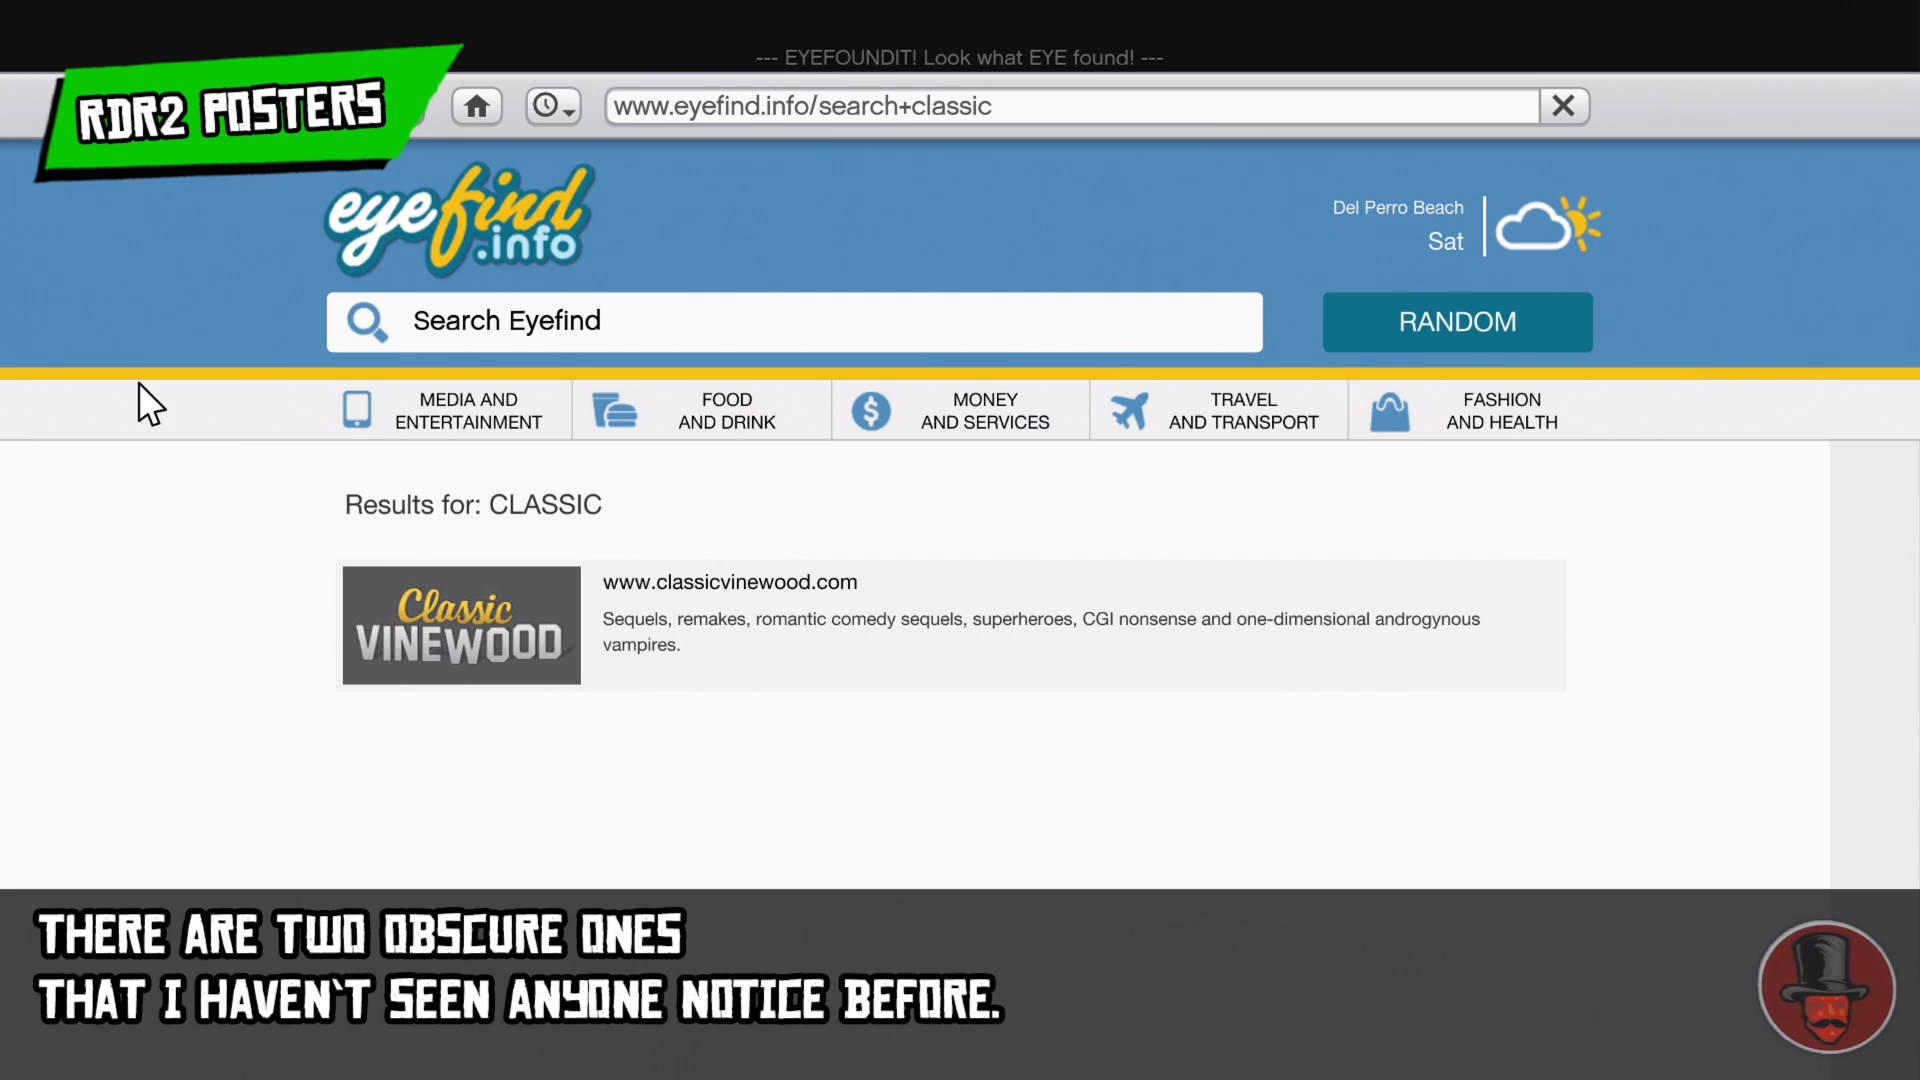 --- EYEFOUNDIT! Look what EYE found! ---
RDR2 POSTERS
www.eyefind.info/search+classic
eyefind
.info
Del Perro Beach
Sat
Search Eyefind
RANDOM
MEDIA AND
ENTERTAINMENT
FOOD
AND DRINK
MONEY
AND SERVICES
TRAVEL
AND TRANSPORT
FASHION
AND HEALTH
Results for: CLASSIC
Classic
VINEWOOD
www.classicvinewood.com
Sequels, remakes, romantic comedy sequels, superheroes, CGI nonsense and one-dimensional androgynous
vampires.
THERE ARE TWO OBSCURE ONES
THAT I HAVEN'T SEEN ANYONE NOTICE BEFORE.